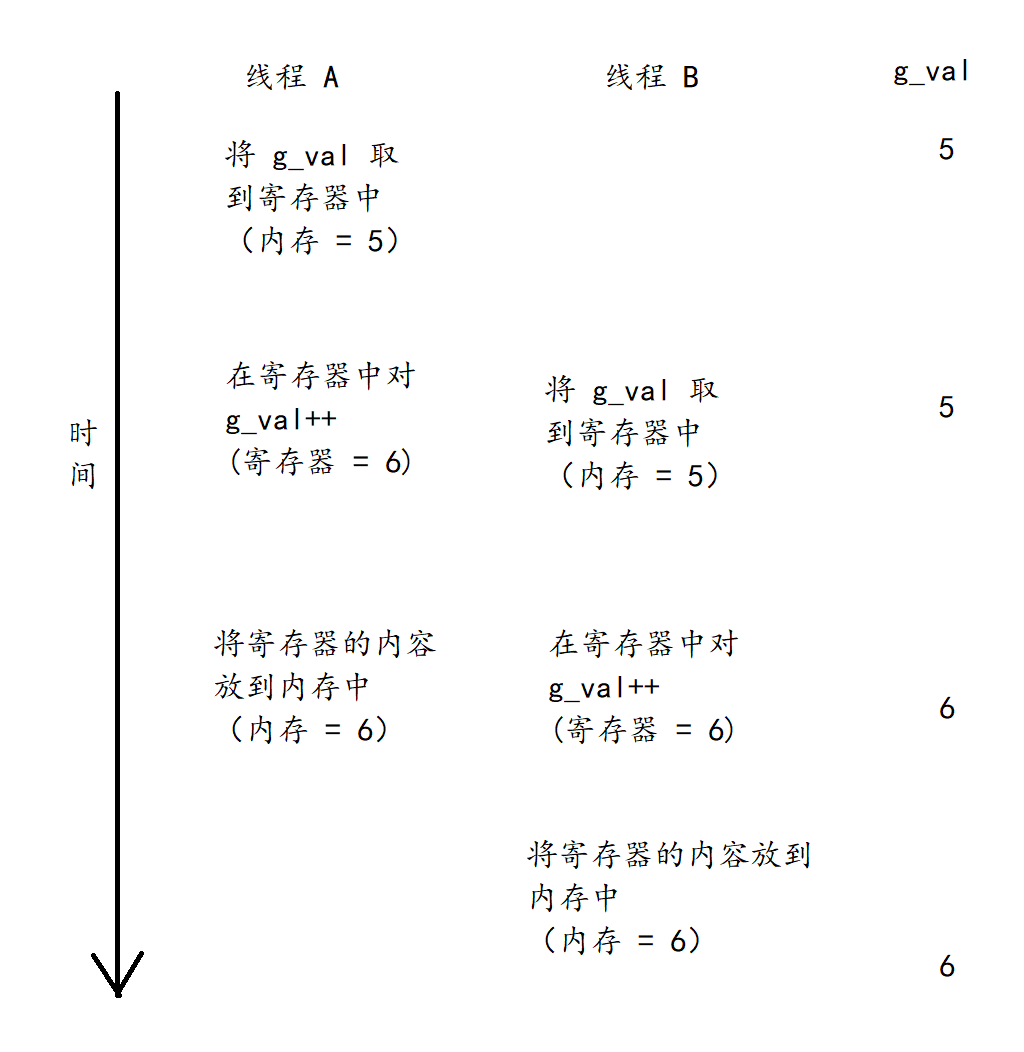 线程 A
线程 B
g_val
将 g_val 取
到寄存器中
（内存 = 5）
5
时
间
在寄存器中对
g_val++
(寄存器 = 6)
将 g_val 取
到寄存器中
（内存 = 5）
5
将寄存器的内容
放到内存中
（内存 = 6）
在寄存器中对
g_val++
(寄存器 = 6)
6
将寄存器的内容放到
内存中
（内存 = 6）
6